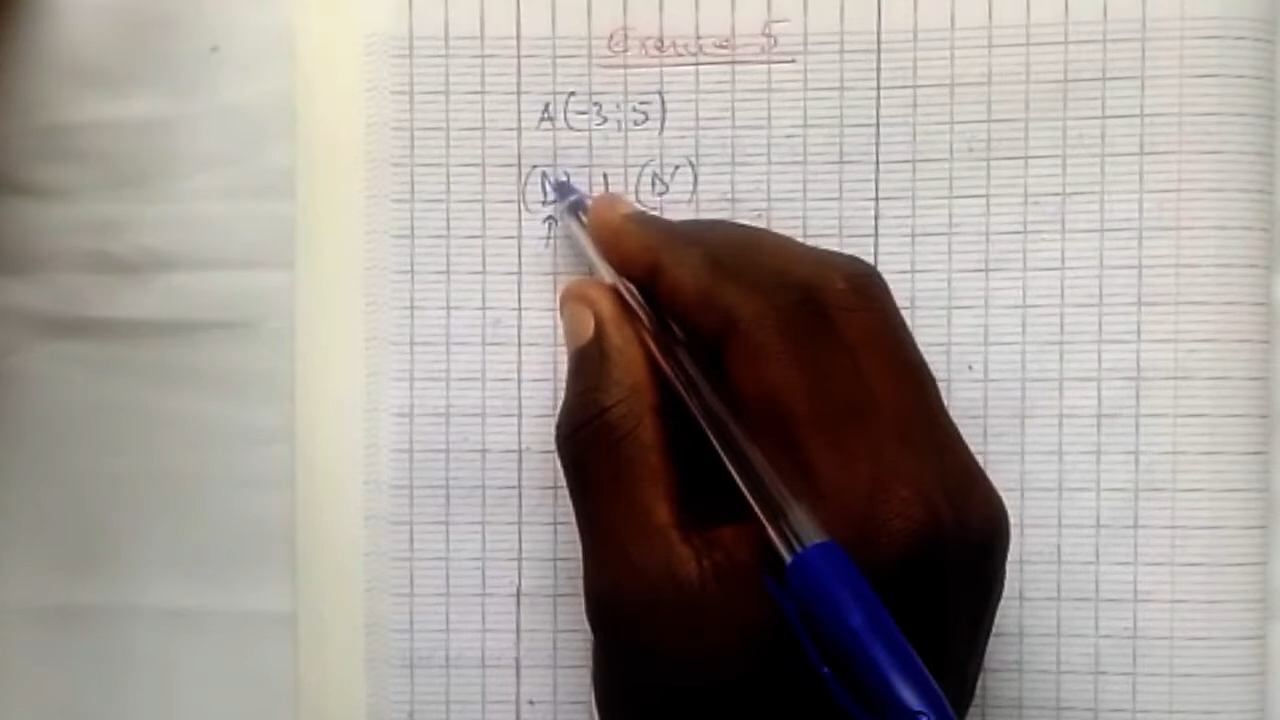 Exercice 5
A(-3; 5)
(D) ⊥ (D')